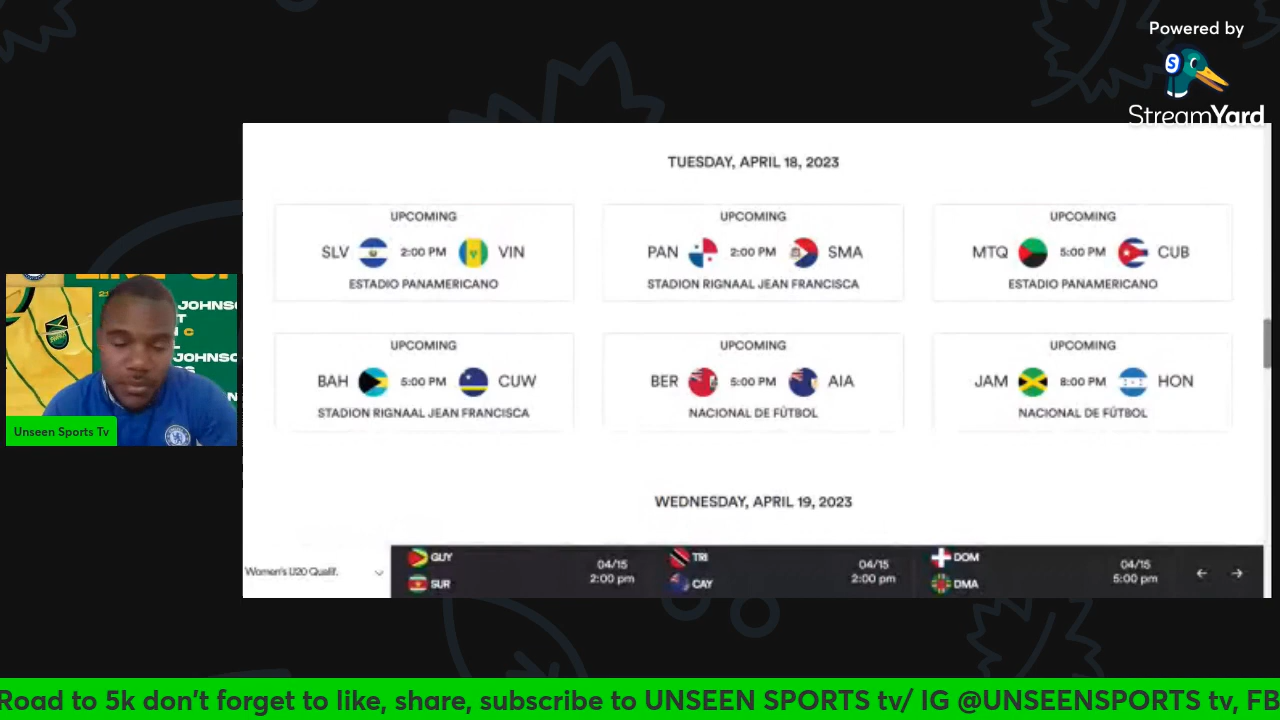 Powered by
StreamYard
TUESDAY, APRIL 18, 2023
UPCOMING
SLV 2:00 PM VIN
ESTADIO PANAMERICANO
UPCOMING
PAN 2:00 PM SMA
STADION RIGNAAL JEAN FRANCISCA
UPCOMING
MTQ 5:00 PM CUB
ESTADIO PANAMERICANO
UPCOMING
BAH 5:00 PM CUW
STADION RIGNAAL JEAN FRANCISCA
UPCOMING
BER 5:00 PM AIA
NACIONAL DE FÚTBOL
UPCOMING
JAM 8:00 PM HON
NACIONAL DE FÚTBOL
WEDNESDAY, APRIL 19, 2023
Women's U20 Qualif.
GUY
SUR
04/15
2:00 pm
TRI
CAY
04/15
2:00 pm
DOM
DMA
04/15
5:00 pm
JOHNSO
T
C
JOHNSO
Unseen Sports Tv
Road to 5k don't forget to like, share, subscribe to UNSEEN SPORTS tv/ IG @UNSEENSPORTS tv, FB